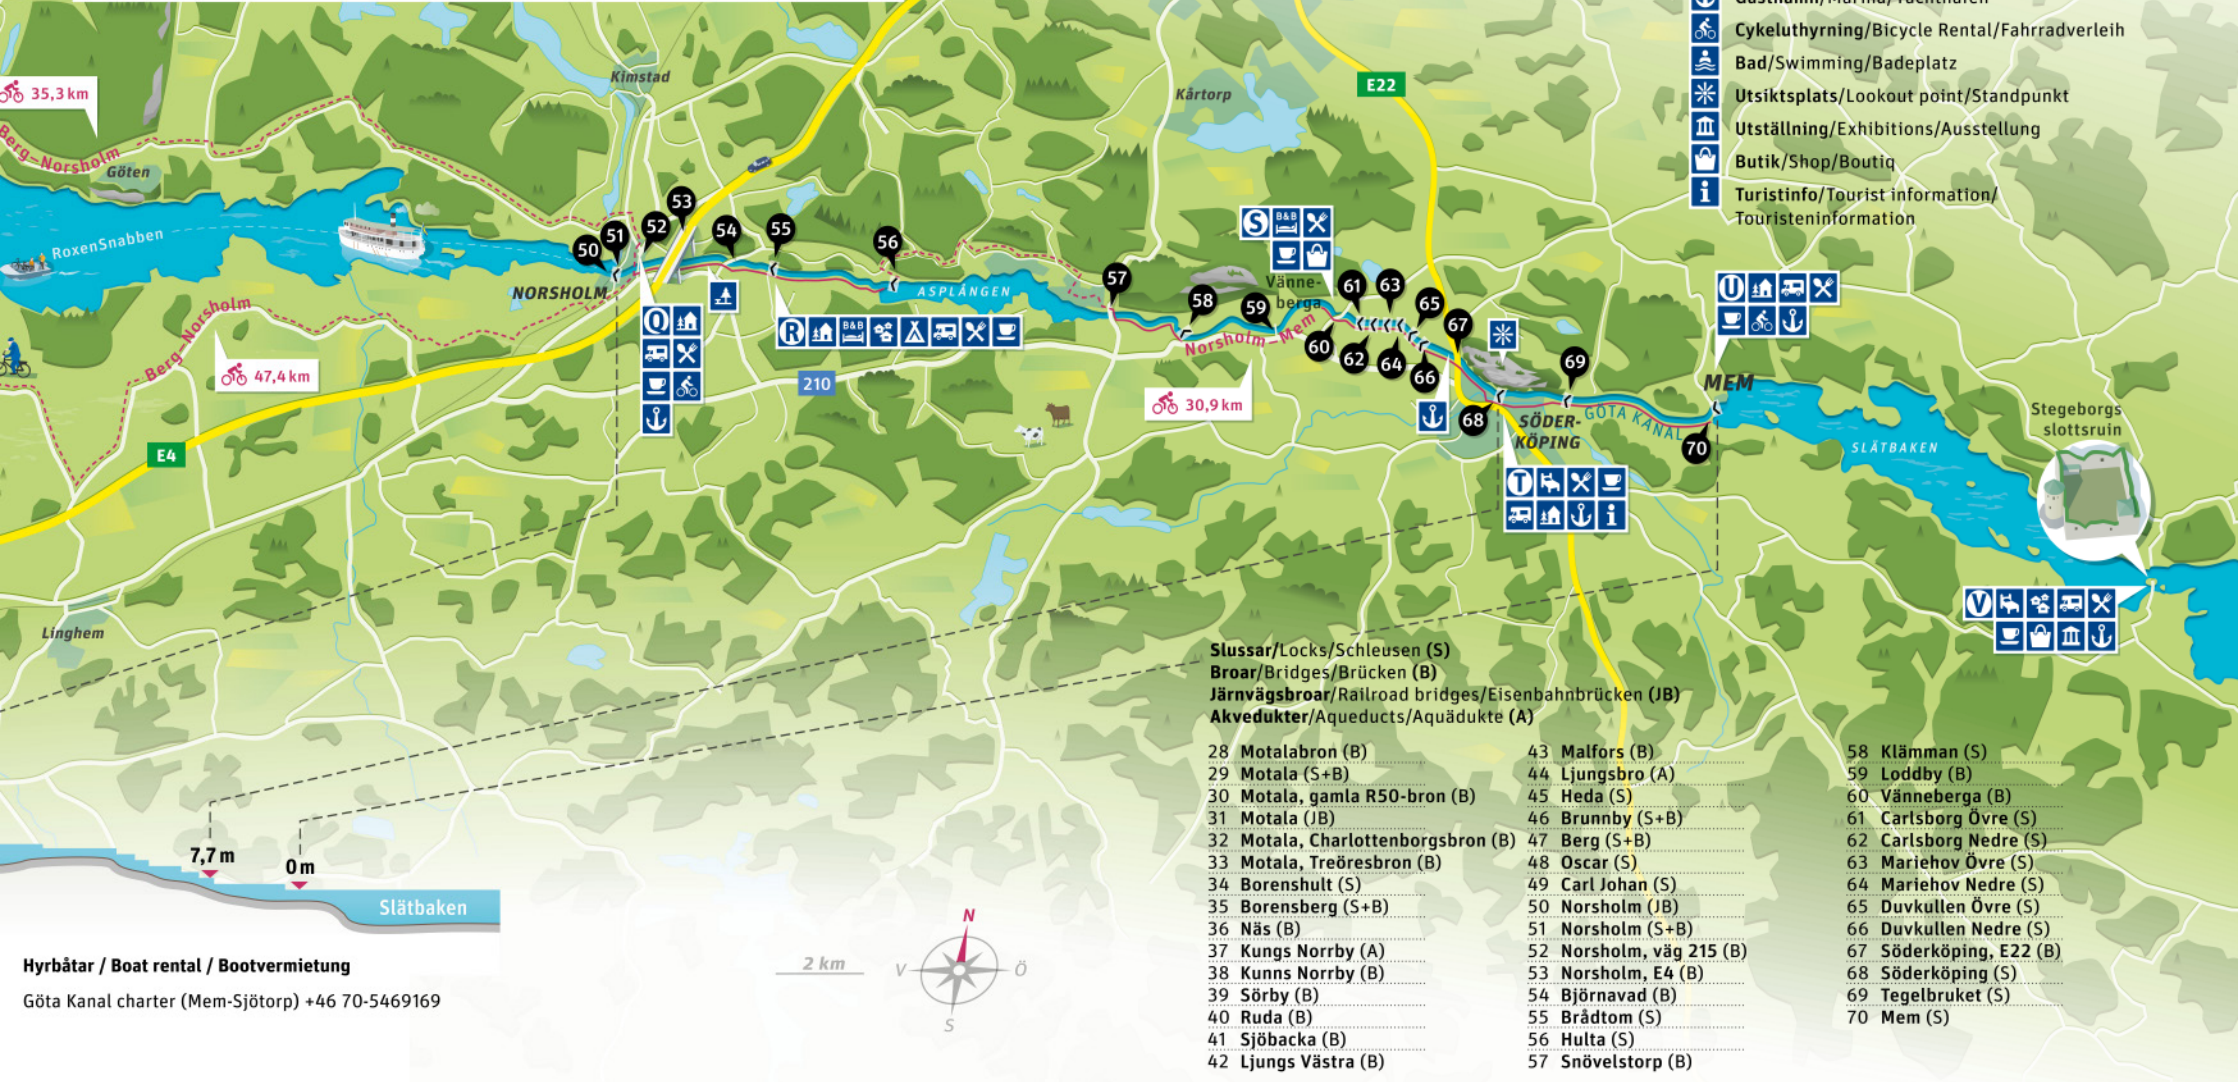 Gästhamn/Marina/Yachthafen
Cykeluthyrning/Bicycle Rental/Fahrradverleih
Bad/Swimming/Badeplatz
Utsiktsplats/Lookout point/Standpunkt
Utställning/Exhibitions/Ausstellung
Butik/Shop/Boutiq
i Turistinfo/Tourist information/
Touristeninformation
Kimstad
Kårtorp
E22
35,3 km
Berg-Norsholm
Göten
RoxenSnabben
50
51
52
53
54
55
56
NORSHOLM
ASPLÅNGEN
57
58
59
60
61
62
63
64
65
66
67
68
69
70
S B&B
Vänne-
berga
Norsholm-Mem
30,9 km
U
MEM
Q
R B&B
210
Berg-Norsholm
47,4 km
E4
SÖDER-
KÖPING
GÖTA KANAL
T
i
SLÄTBAKEN
Stegeborgs
slottsruin
V
Linghem
Slussar/Locks/Schleusen (S)
Broar/Bridges/Brücken (B)
Järnvägsbroar/Railroad bridges/Eisenbahnbrücken (JB)
Akvedukter/Aqueducts/Aquädukte (A)
28 Motalabron (B)
29 Motala (S+B)
30 Motala, gamla R50-bron (B)
31 Motala (JB)
32 Motala, Charlottenborgsbron (B)
33 Motala, Treöresbron (B)
34 Borenshult (S)
35 Borensberg (S+B)
36 Näs (B)
37 Kungs Norrby (A)
38 Kunns Norrby (B)
39 Sörby (B)
40 Ruda (B)
41 Sjöbacka (B)
42 Ljungs Västra (B)
43 Malfors (B)
44 Ljungsbro (A)
45 Heda (S)
46 Brunnby (S+B)
47 Berg (S+B)
48 Oscar (S)
49 Carl Johan (S)
50 Norsholm (JB)
51 Norsholm (S+B)
52 Norsholm, väg 215 (B)
53 Norsholm, E4 (B)
54 Björnavad (B)
55 Brådtom (S)
56 Hulta (S)
57 Snövelstorp (B)
58 Klämman (S)
59 Loddby (B)
60 Vänneberga (B)
61 Carlsborg Övre (S)
62 Carlsborg Nedre (S)
63 Mariehov Övre (S)
64 Mariehov Nedre (S)
65 Duvkullen Övre (S)
66 Duvkullen Nedre (S)
67 Söderköping, E22 (B)
68 Söderköping (S)
69 Tegelbruket (S)
70 Mem (S)
7,7 m
0 m
Slätbaken
Hyrbåtar / Boat rental / Bootvermietung
Göta Kanal charter (Mem-Sjötorp) +46 70-5469169
2 km
N
V
Ö
S